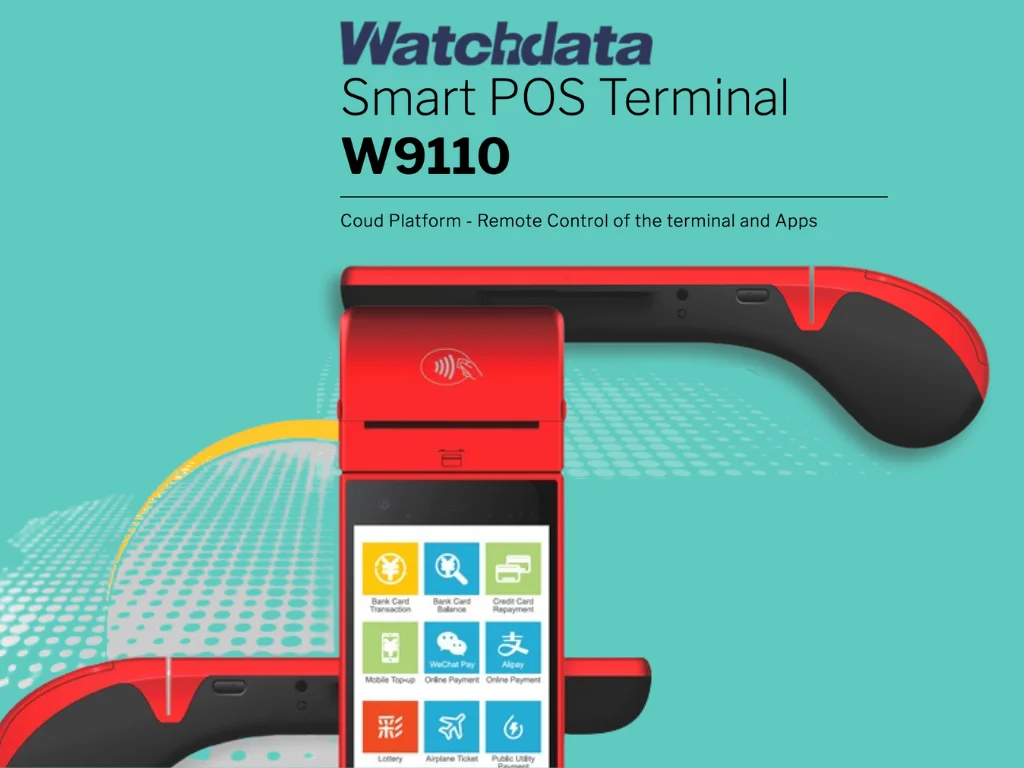 Watchdata
Smart POS Terminal
W9110
Coud Platform - Remote Control of the terminal and Apps
¥
¥
Bank Card
Transaction
Bank Card
Balance
Credit Card
Repayment
¥
支
WeChat Pay
Alipay
Mobile Top-up
Online Payment
Online Payment
彩
Lottery
Airplane Ticket
Public Utility
Payment